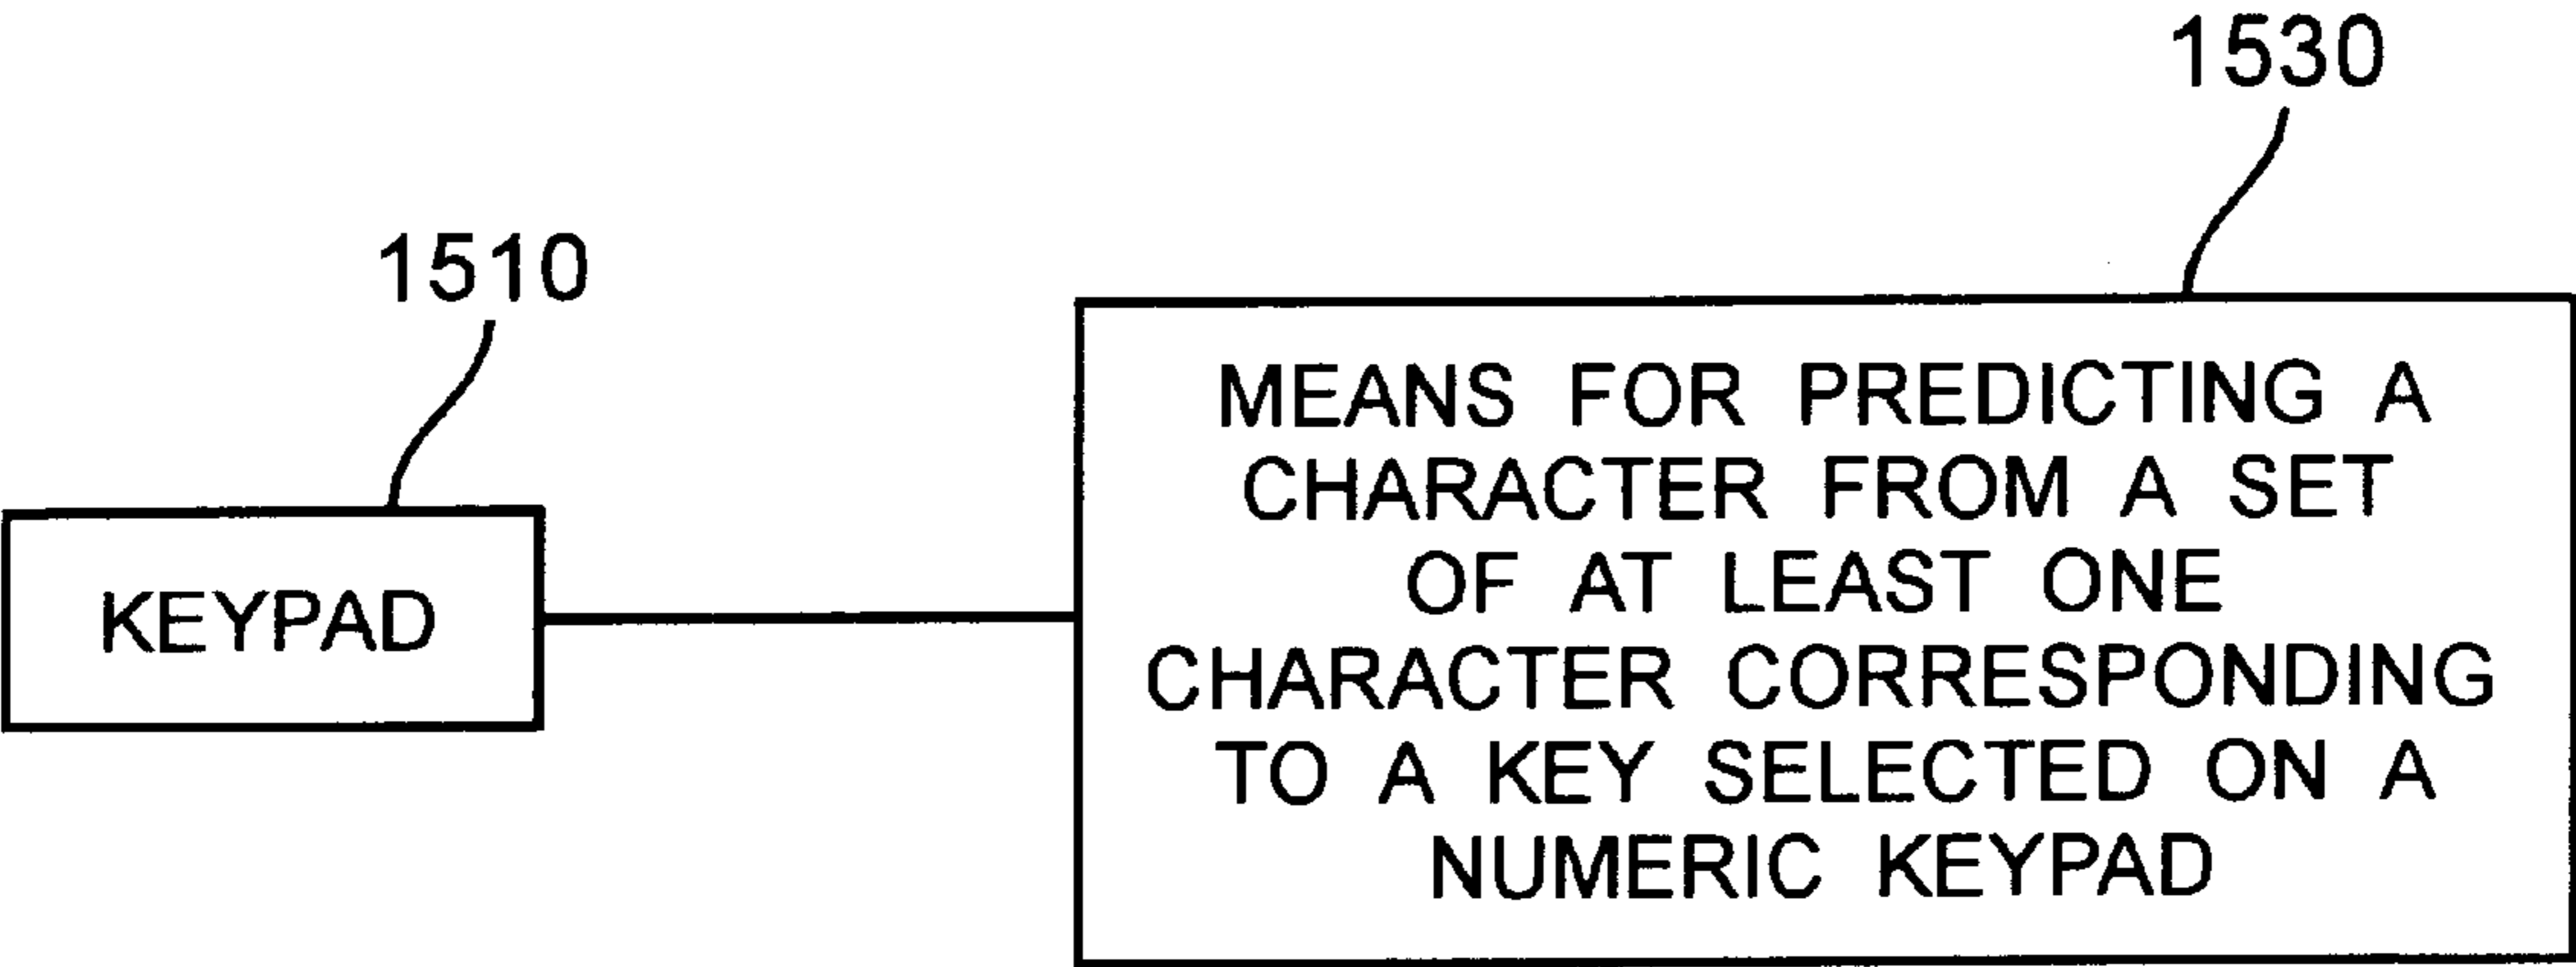 1530
1510
MEANS FOR PREDICTING A
CHARACTER FROM A SET
OF AT LEAST ONE
CHARACTER CORRESPONDING
TO A KEY SELECTED ON A
NUMERIC KEYPAD
KEYPAD